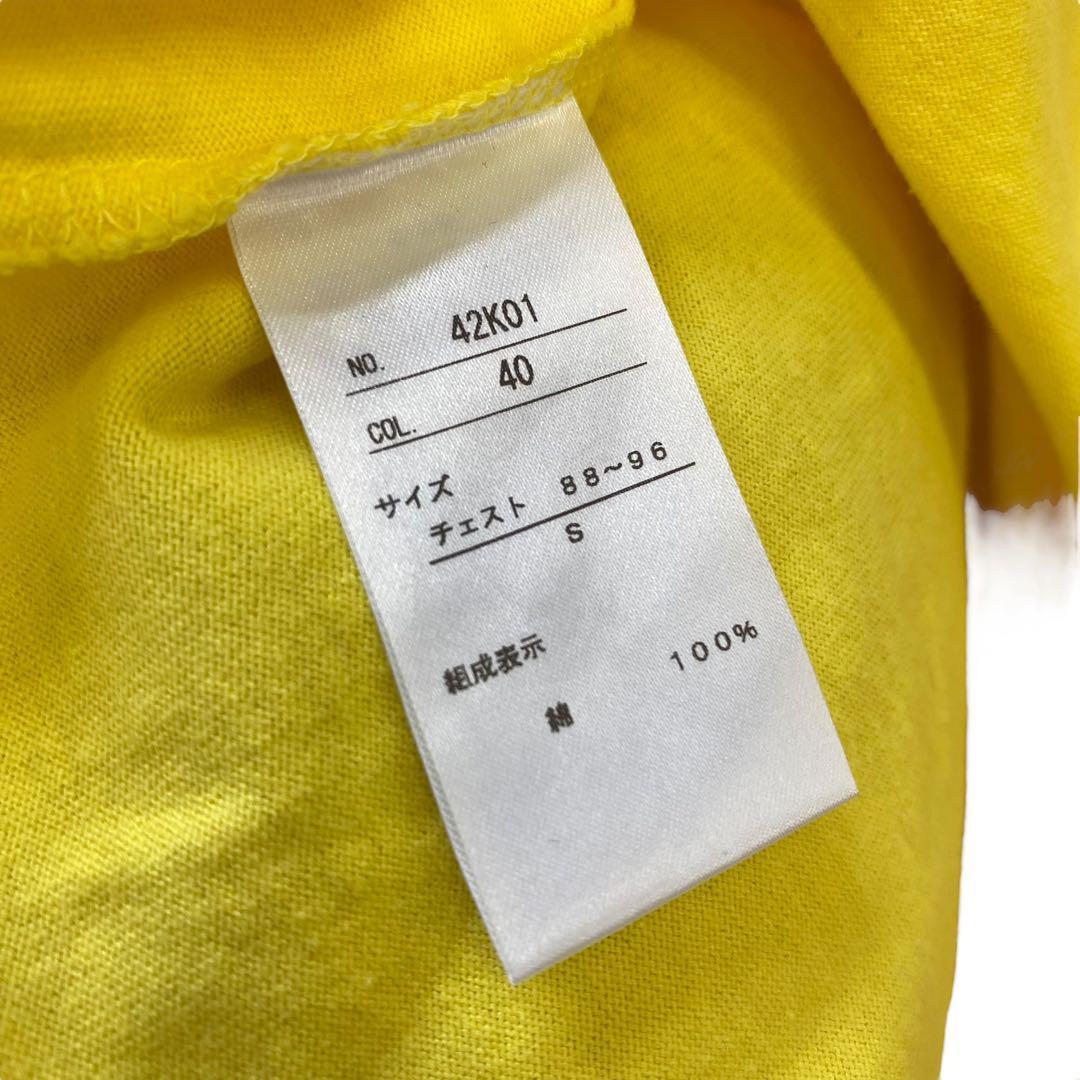 NO. 42K01
COL. 40
サイズ
チェスト 88~96
S
組成表示
綿 100%